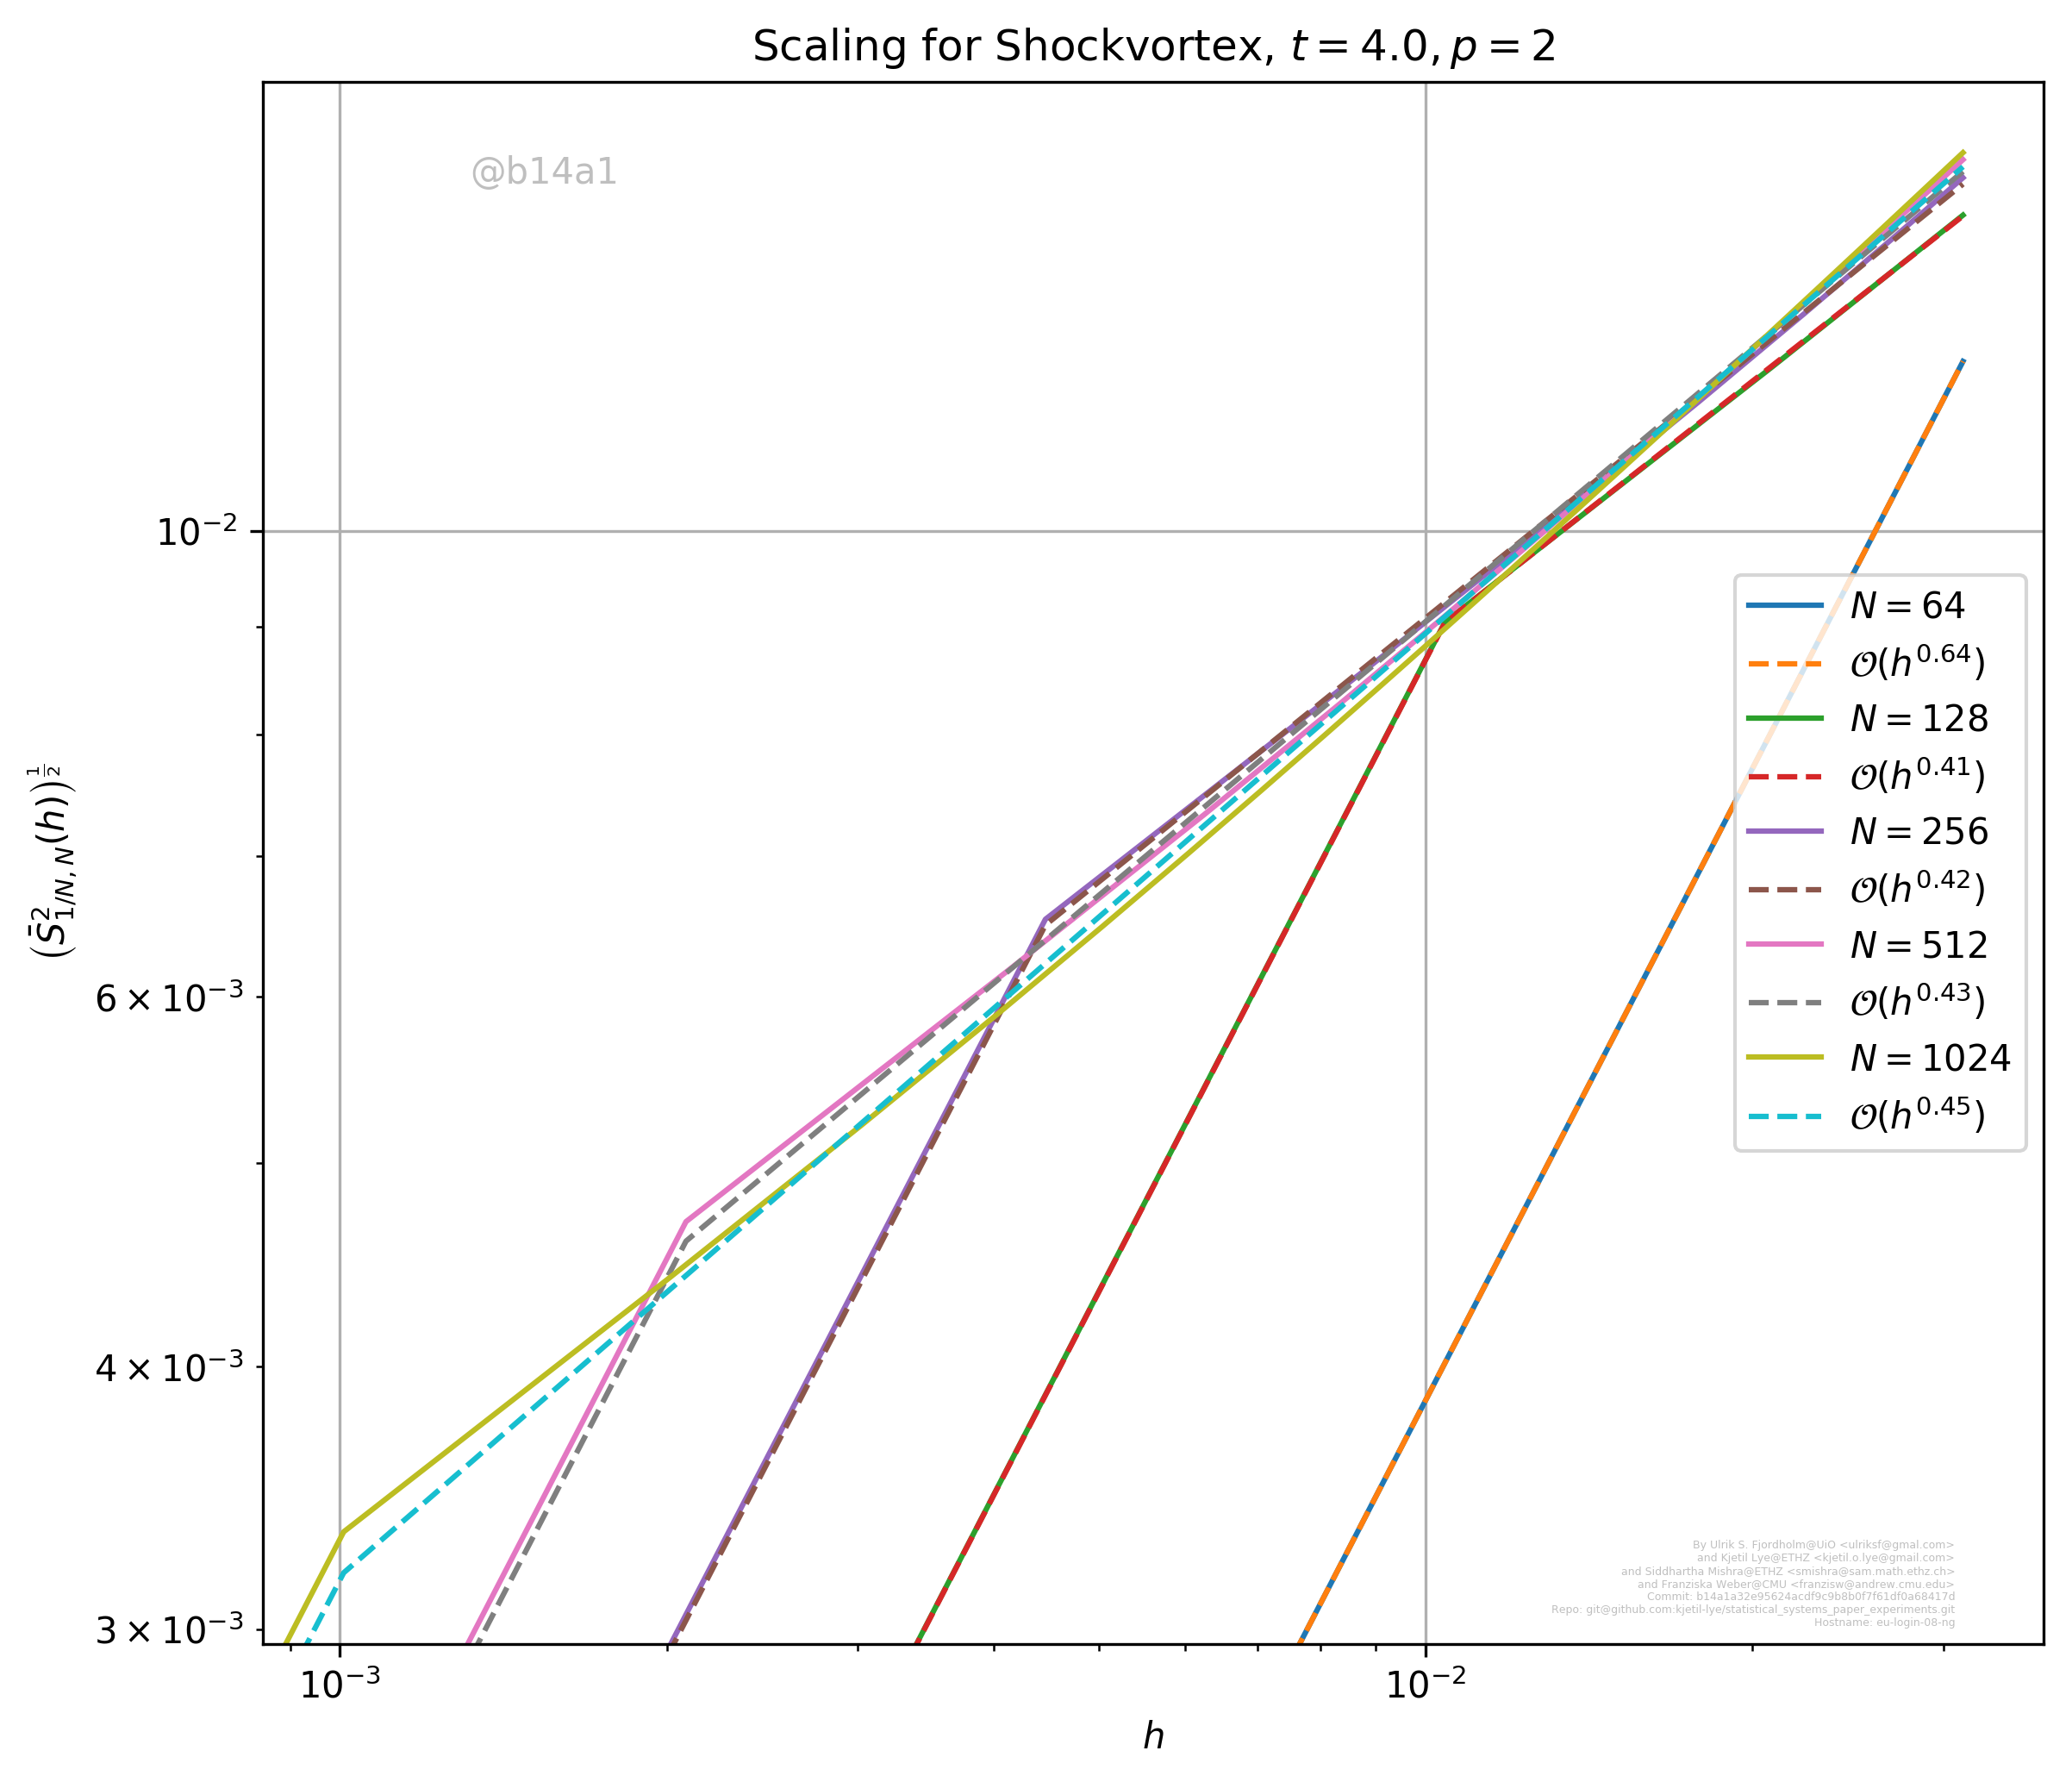 Scaling for Shockvortex, t = 4.0, p = 2
@b14a1
10⁻²
6 × 10⁻³
4 × 10⁻³
3 × 10⁻³
(S̄²₁/N, N(h))^½
N = 64
𝒪(h^0.64)
N = 128
𝒪(h^0.41)
N = 256
𝒪(h^0.42)
N = 512
𝒪(h^0.43)
N = 1024
𝒪(h^0.45)
By Ulrik S. Fjordholm@UiO <ulriksf@gmal.com>
and Kjetil Lye@ETHZ <kjetil.o.lye@gmail.com>
and Siddhartha Mishra@ETHZ <smishra@sam.math.ethz.ch>
and Franziska Weber@CMU <franzisw@andrew.cmu.edu>
Commit: b14a1a32e95624acdf9c9b8b0f7f61df0a68417d
Repo: git@github.com:kjetil-lye/statistical_systems_paper_experiments.git
Hostname: eu-login-08-ng
10⁻³
10⁻²
h